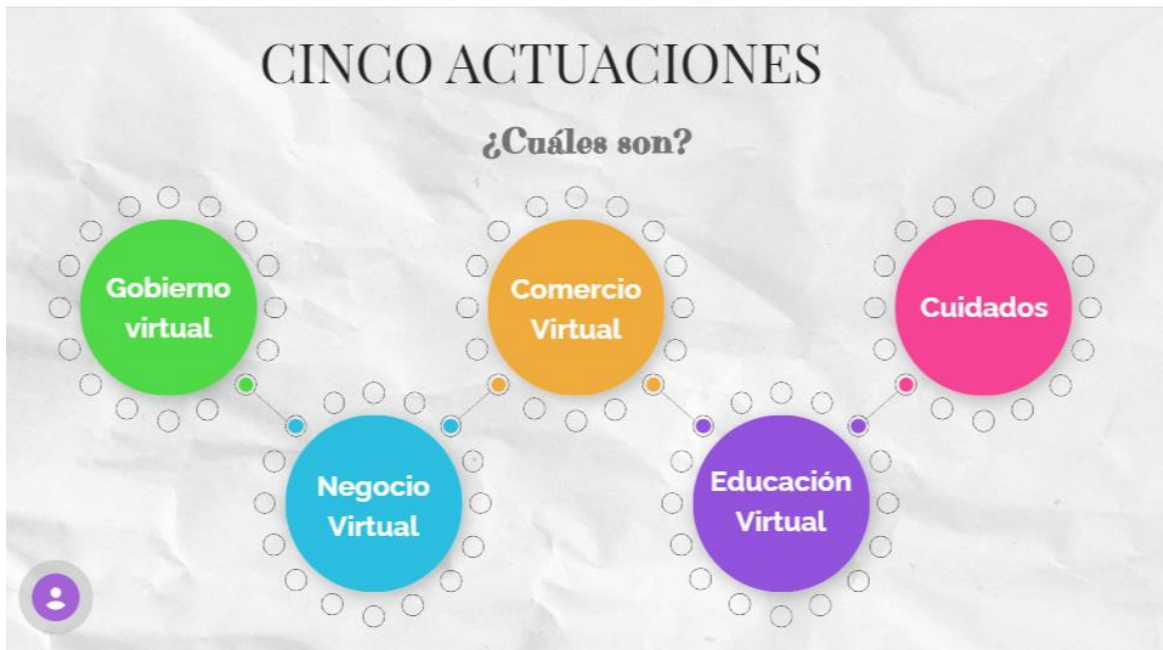 CINCO ACTUACIONES
¿Cuáles son?
Gobierno
virtual
Negocio
Virtual
Comercio
Virtual
Educación
Virtual
Cuidados